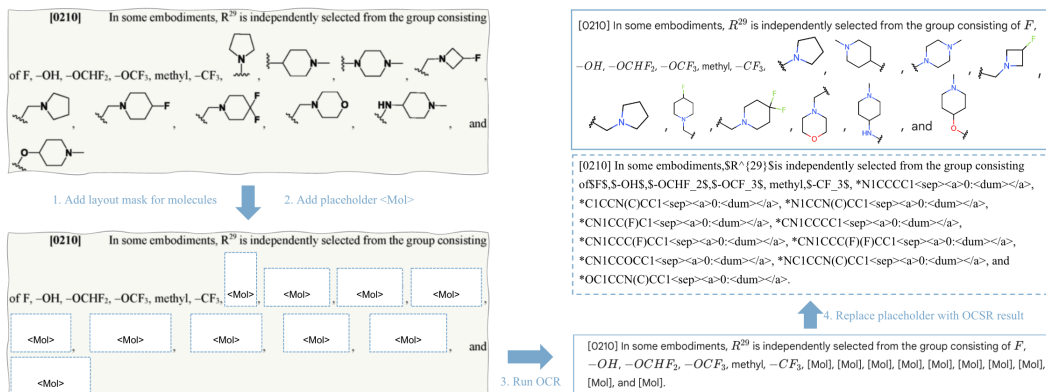 [0210] In some embodiments, R²⁹ is independently selected from the group consisting
of F, –OH, –OCHF₂, –OCF₃, methyl, –CF₃, N , N– , N N– , N F ,
N , N F , N F F , N O , HN N– , and
O N–
1. Add layout mask for molecules
2. Add placeholder <Mol>
[0210] In some embodiments, R²⁹ is independently selected from the group consisting
of F, –OH, –OCHF₂, –OCF₃, methyl, –CF₃, <Mol> , <Mol> , <Mol> , <Mol> ,
<Mol> , <Mol> , <Mol> , <Mol> , <Mol> , and
<Mol>
3. Run OCR
[0210] In some embodiments, R²⁹ is independently selected from the group consisting of F,
–OH, –OCHF₂, –OCF₃, methyl, –CF₃, [Mol], [Mol], [Mol], [Mol], [Mol], [Mol], [Mol], [Mol],
[Mol], and [Mol].
4. Replace placeholder with OCSR result
[0210] In some embodiments,$R^{29}$is independently selected from the group consisting
of$F$,$-OH$,$-OCHF_2$,$-OCF_3$, methyl,$-CF_3$, *N1CCCC1<sep><a>0:<dum></a>,
*C1CCN(C)CC1<sep><a>0:<dum></a>, *N1CCN(C)CC1<sep><a>0:<dum></a>,
*CN1CC(F)C1<sep><a>0:<dum></a>, *CN1CCCC1<sep><a>0:<dum></a>,
*CN1CCC(F)CC1<sep><a>0:<dum></a>, *CN1CCC(F)(F)CC1<sep><a>0:<dum></a>,
*CN1CCOCC1<sep><a>0:<dum></a>, *NC1CCN(C)CC1<sep><a>0:<dum></a>, and
*OC1CCN(C)CC1<sep><a>0:<dum></a>.
[0210] In some embodiments, R²⁹ is independently selected from the group consisting of F,
–OH, –OCHF₂, –OCF₃, methyl, –CF₃, N , N , N N , N F ,
N , F N , N F F , N O , N HN , and N O